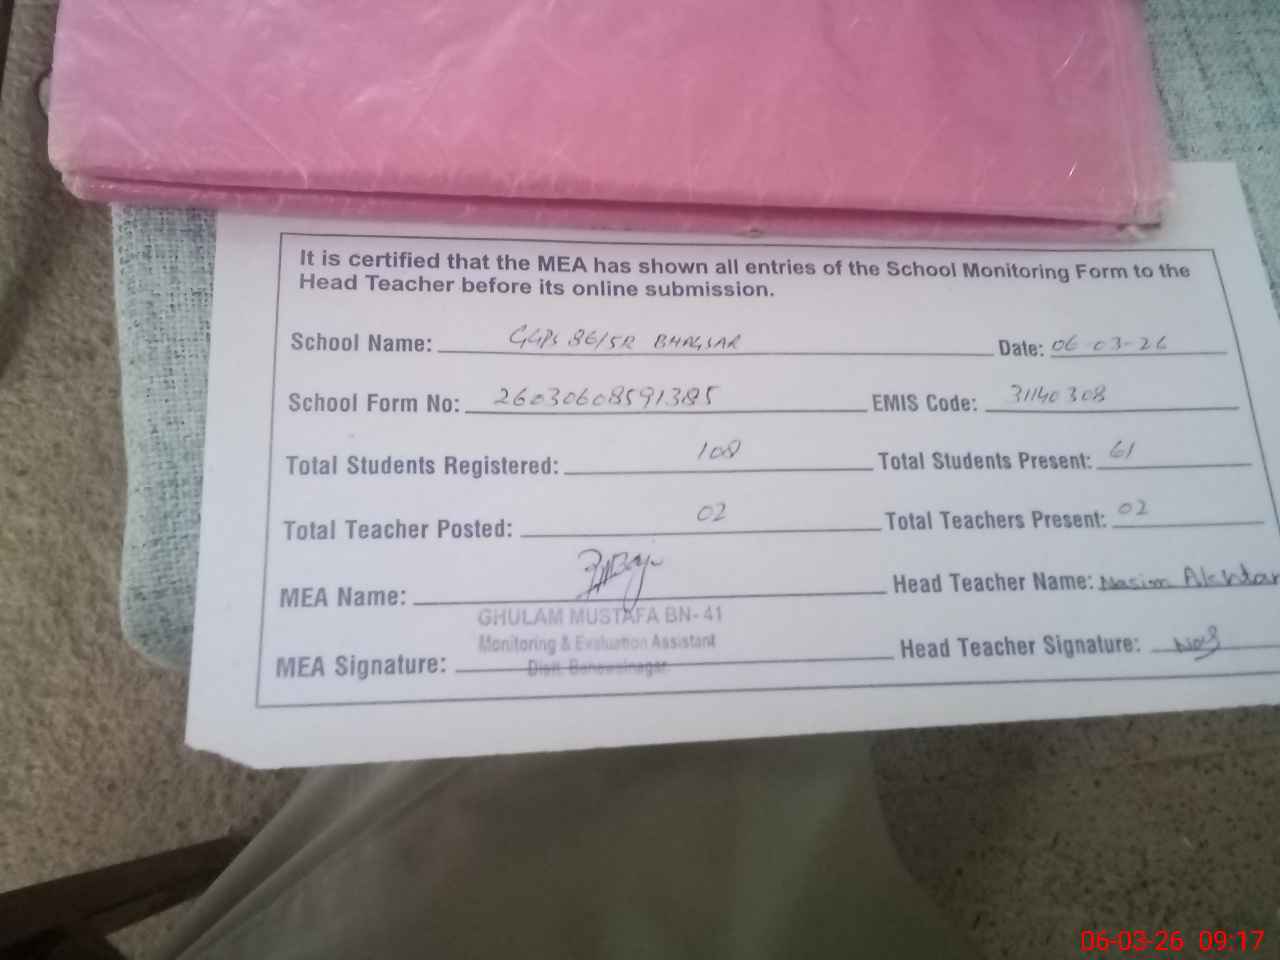 It is certified that the MEA has shown all entries of the School Monitoring Form to the
Head Teacher before its online submission.
School Name: GGPS 86/5R BHAGSAR Date: 06-03-26
School Form No: 26030608591385 EMIS Code: 31140308
Total Students Registered: 108 Total Students Present: 61
Total Teacher Posted: 02 Total Teachers Present: 02
MEA Name: Head Teacher Name: Nasim Akhtar
GHULAM MUSTAFA BN-41
Monitoring & Evaluation Assistant
MEA Signature: Head Teacher Signature:
Distt. Bahawalnagar
06-03-26 09:17